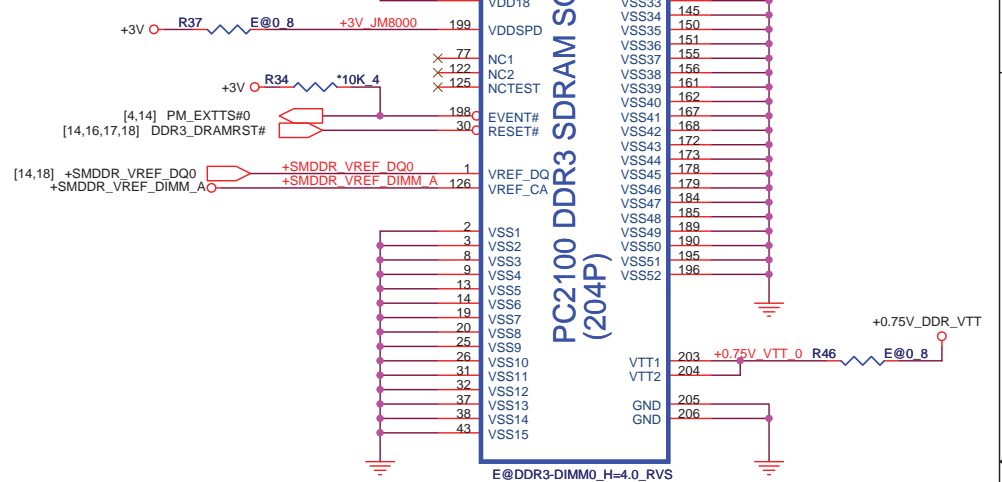 VDD18
VSS33
145
VSS34
150
VSS35
151
VSS36
155
VSS37
156
VSS38
161
VSS39
162
VSS40
167
VSS41
168
VSS42
172
VSS43
173
VSS44
178
VSS45
179
VSS46
184
VSS47
185
VSS48
189
VSS49
190
VSS50
195
VSS51
196
VSS52
+3V R37 E@0_8 +3V_JM8000 199 VDDSPD
77 NC1
122 NC2
125 NCTEST
+3V R34 *10K_4
[4,14] PM_EXTTS#0 198 EVENT#
[14,16,17,18] DDR3_DRAMRST# 30 RESET#
[14,18] +SMDDR_VREF_DQ0 +SMDDR_VREF_DQ0 1 VREF_DQ
+SMDDR_VREF_DIMM_A +SMDDR_VREF_DIMM_A 126 VREF_CA
2 VSS1
3 VSS2
8 VSS3
9 VSS4
13 VSS5
14 VSS6
19 VSS7
20 VSS8
25 VSS9
26 VSS10
31 VSS11
32 VSS12
37 VSS13
38 VSS14
43 VSS15
PC2100 DDR3 SDRAM SO
(204P)
+0.75V_DDR_VTT
VTT1 203 +0.75V_VTT_0 R46 E@0_8
VTT2 204
GND 205
GND 206
E@DDR3-DIMM0_H=4.0_RVS